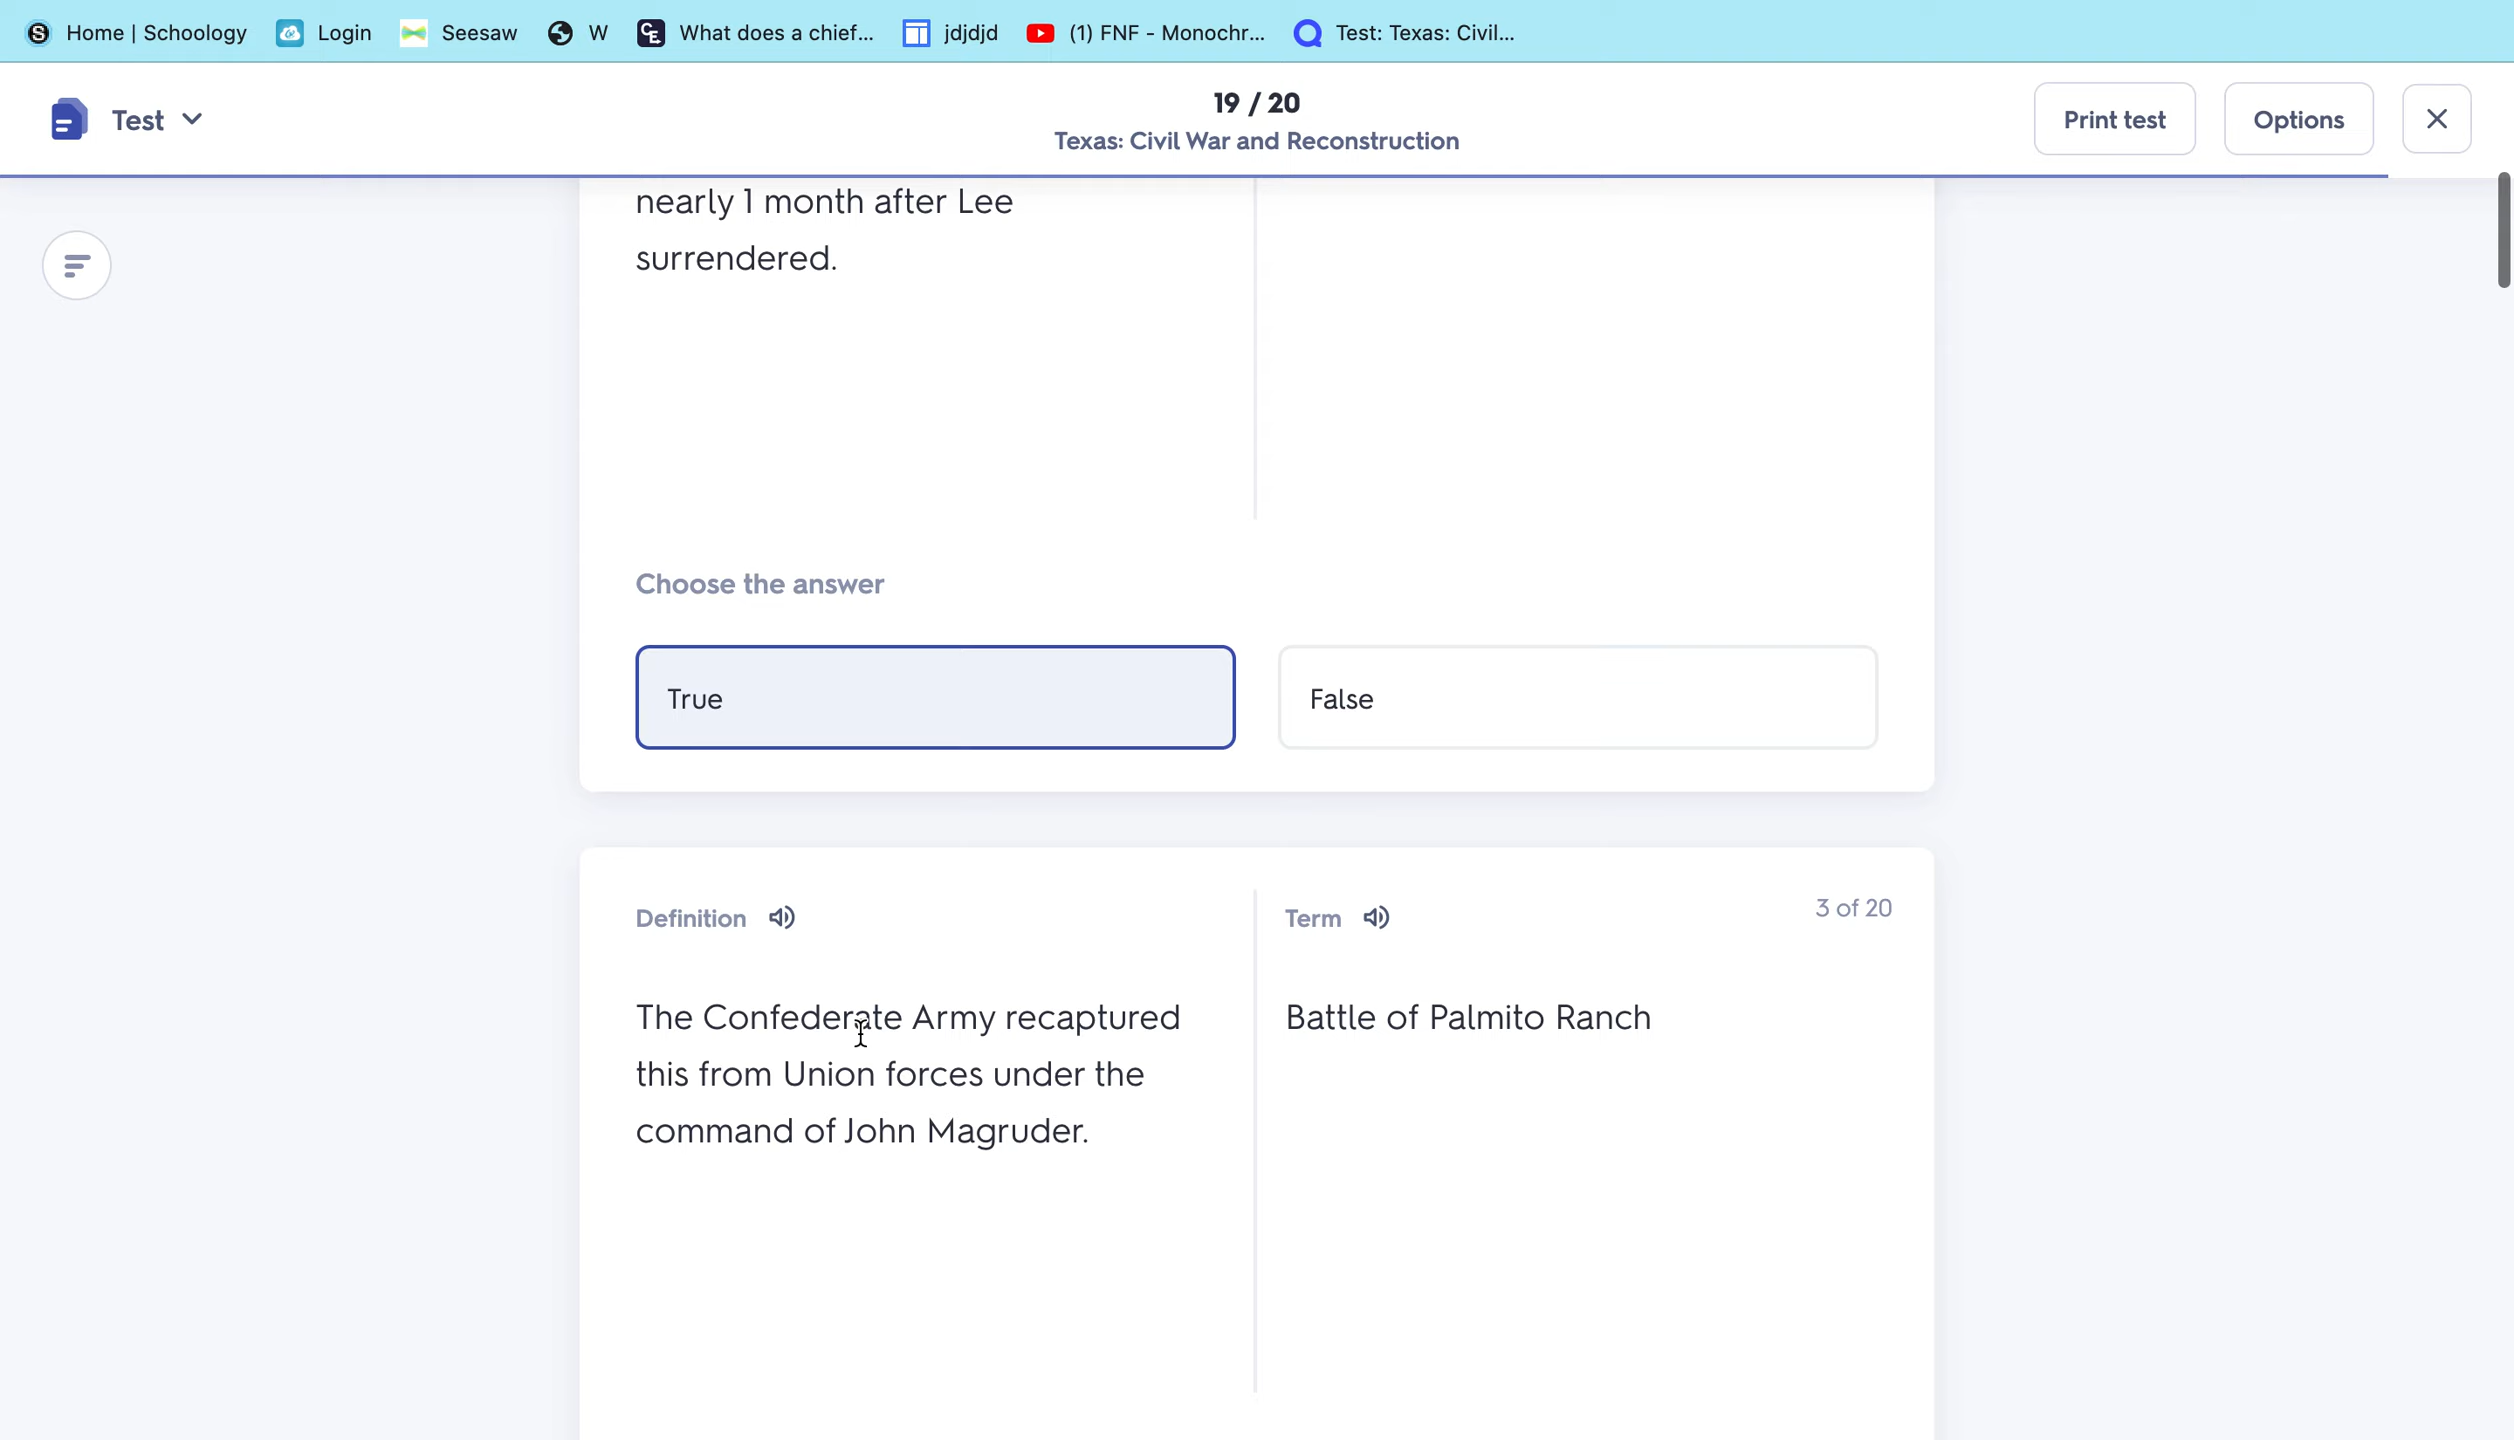 Home | Schoology Login Seesaw W What does a chief... jdjdjd (1) FNF - Monochr... Test: Texas: Civil...
Test 19 / 20 Print test Options
Texas: Civil War and Reconstruction
nearly 1 month after Lee
surrendered.
Choose the answer
True False
Definition Term 3 of 20
The Confederate Army recaptured Battle of Palmito Ranch
this from Union forces under the
command of John Magruder.